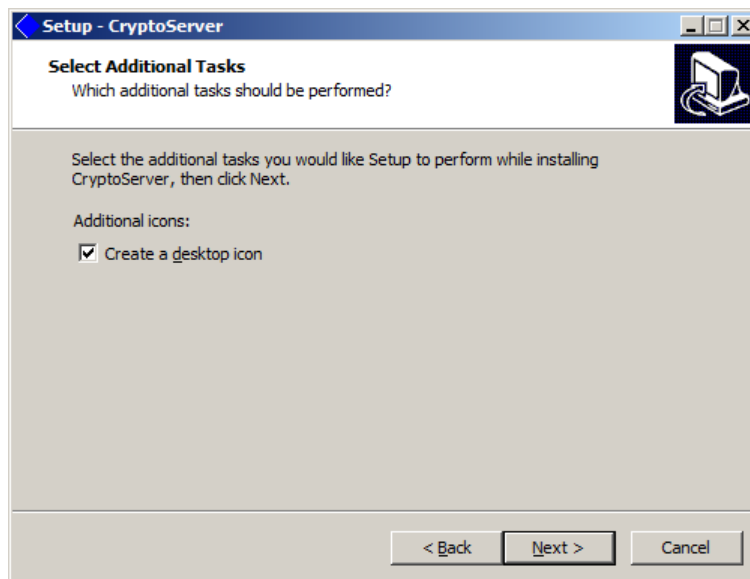 Setup - CryptoServer
Select Additional Tasks
Which additional tasks should be performed?
Select the additional tasks you would like Setup to perform while installing
CryptoServer, then click Next.
Additional icons:
Create a desktop icon
< Back Next > Cancel